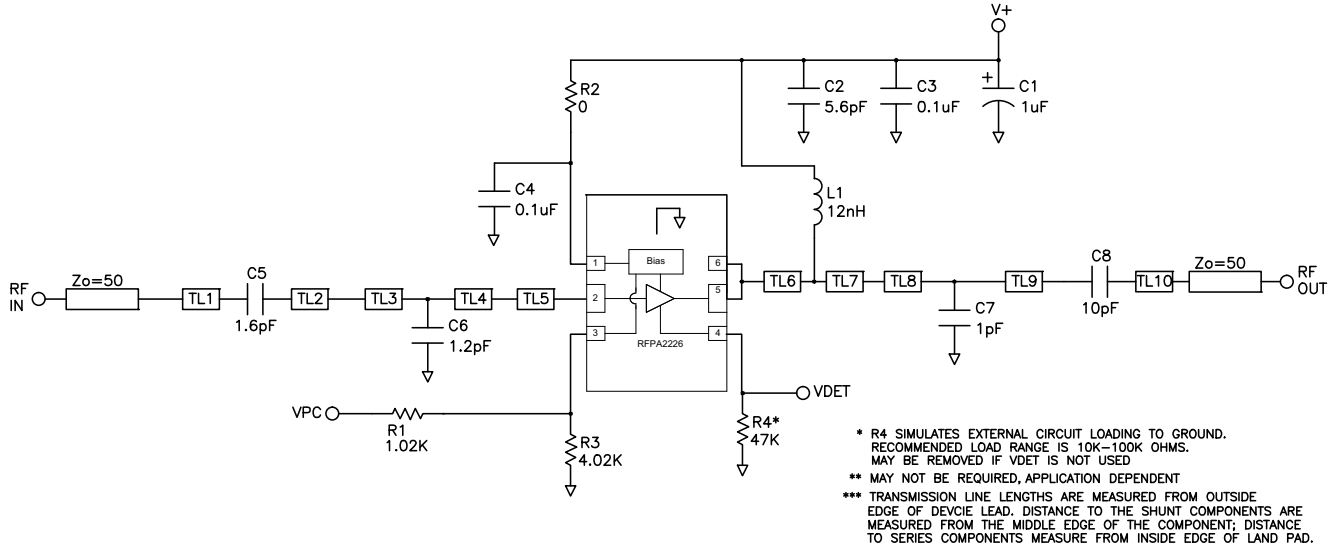 V+
R2
0
C2
5.6pF
C3
0.1uF
+
C1
1uF
C4
0.1uF
L1
12nH
Bias
1
2
3
6
5
4
RFPA2226
RF
IN
Zo=50
TL1
C5
1.6pF
TL2
TL3
C6
1.2pF
TL4
TL5
TL6
TL7
TL8
C7
1pF
TL9
C8
10pF
TL10
Zo=50
RF
OUT
VPC
R1
1.02K
R3
4.02K
VDET
R4*
47K
* R4 SIMULATES EXTERNAL CIRCUIT LOADING TO GROUND.
RECOMMENDED LOAD RANGE IS 10K-100K OHMS.
MAY BE REMOVED IF VDET IS NOT USED
** MAY NOT BE REQUIRED, APPLICATION DEPENDENT
*** TRANSMISSION LINE LENGTHS ARE MEASURED FROM OUTSIDE
EDGE OF DEVCIE LEAD. DISTANCE TO THE SHUNT COMPONENTS ARE
MEASURED FROM THE MIDDLE EDGE OF THE COMPONENT; DISTANCE
TO SERIES COMPONENTS MEASURE FROM INSIDE EDGE OF LAND PAD.